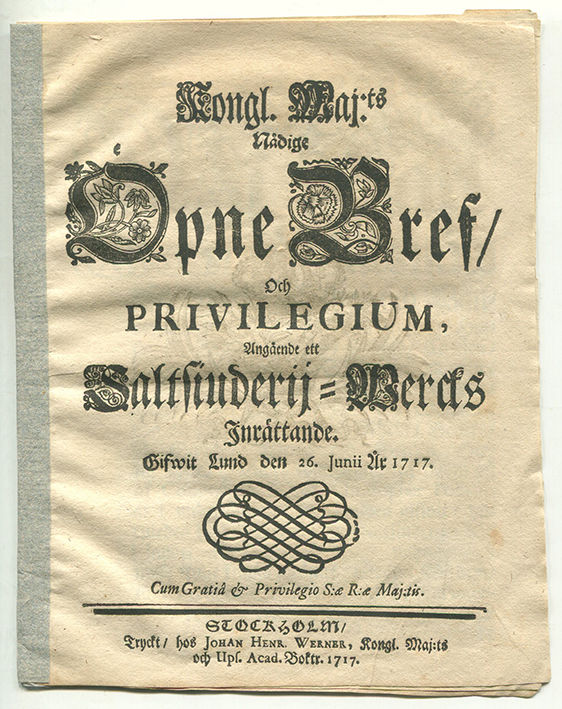 Kongl. Maj:ts
Nådige
Öpne Bref/
Och
PRIVILEGIUM,
Angående ett
Saltsiuderij=Wercks
Inrättande.
Gifwit Lund den 26. Junii År 1717.
Cum Gratiâ & Privilegio S:æ R:æ Maj:tis.
STOCKHOLM/
Tryckt/ hos JOHAN HENR. WERNER, Kongl. Maj:ts
och Upſ. Acad. Boktr. 1717.